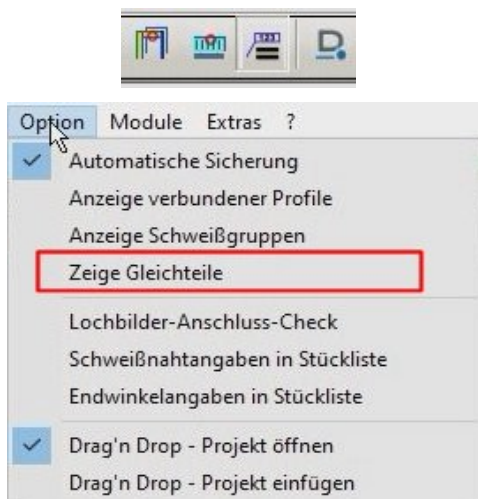 Option Module Extras ?
Automatische Sicherung
Anzeige verbundener Profile
Anzeige Schweißgruppen
Zeige Gleichteile
Lochbilder-Anschluss-Check
Schweißnahtangaben in Stückliste
Endwinkelangaben in Stückliste
Drag'n Drop - Projekt öffnen
Drag'n Drop - Projekt einfügen